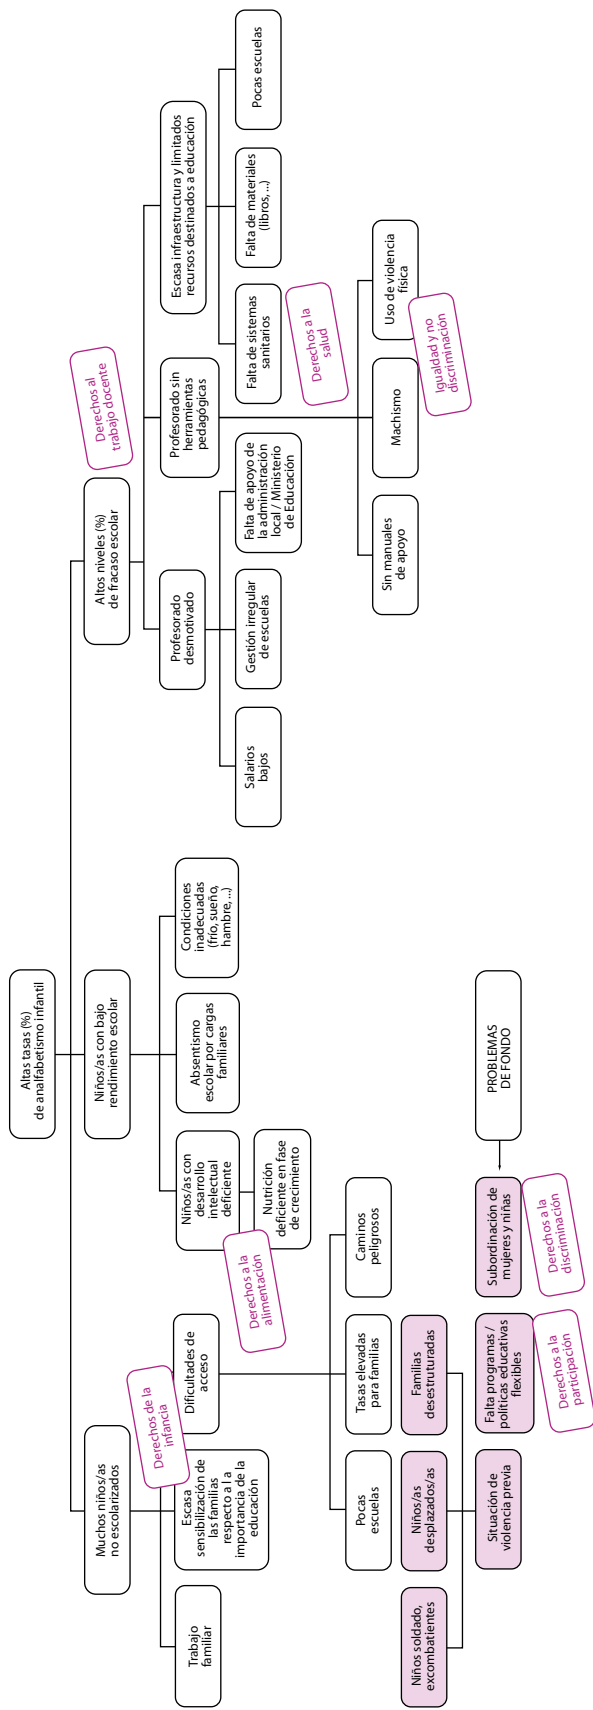 Altas tasas (%)
de analfabetismo infantil
Muchos niños/as
no escolarizados
Niños/as con bajo
rendimiento escolar
Altos niveles (%)
de fracaso escolar
Derechos al
trabajo docente
Derechos de la
infancia
Trabajo
familiar
Escasa
sensibilización de
las familias
respecto a l a
importancia de la
educación
Dificultades de
acceso
Niños/as con
desarrollo
intelectual
deficiente
Absentismo
escolar por cargas
familiares
Condiciones
inadecuadas
(frío, sueño,
hambre, ...)
Profesorado
desmotivado
Profesorado sin
herramientas
pedagógicas
Escasa infraestructura y limitados
recursos destinados a educación
Derechos a la
alimentación
Nutrición
deficiente en fase
de crecimiento
Salarios
bajos
Gestión irregular
de escuelas
Falta de apoyo de
la administración
local / Ministerio
de Educación
Falta de sistemas
sanitarios
Falta de materiales
(libros, ...)
Pocas escuelas
Derechos a la
salud
Pocas
escuelas
Tasas elevadas
para familias
Caminos
peligrosos
Sin manuales
de apoyo
Machismo
Uso de violencia
física
Igualdad y no
discriminación
Niños soldado,
excombatientes
Niños/as
desplazados/as
Familias
desestruturadas
Situación de
violencia previa
Falta programas /
políticas educativas
flexibles
Subordinación de
mujeres y niñas
PROBLEMAS
DE FONDO
Derechos a la
participación
Derechos a la
discriminación